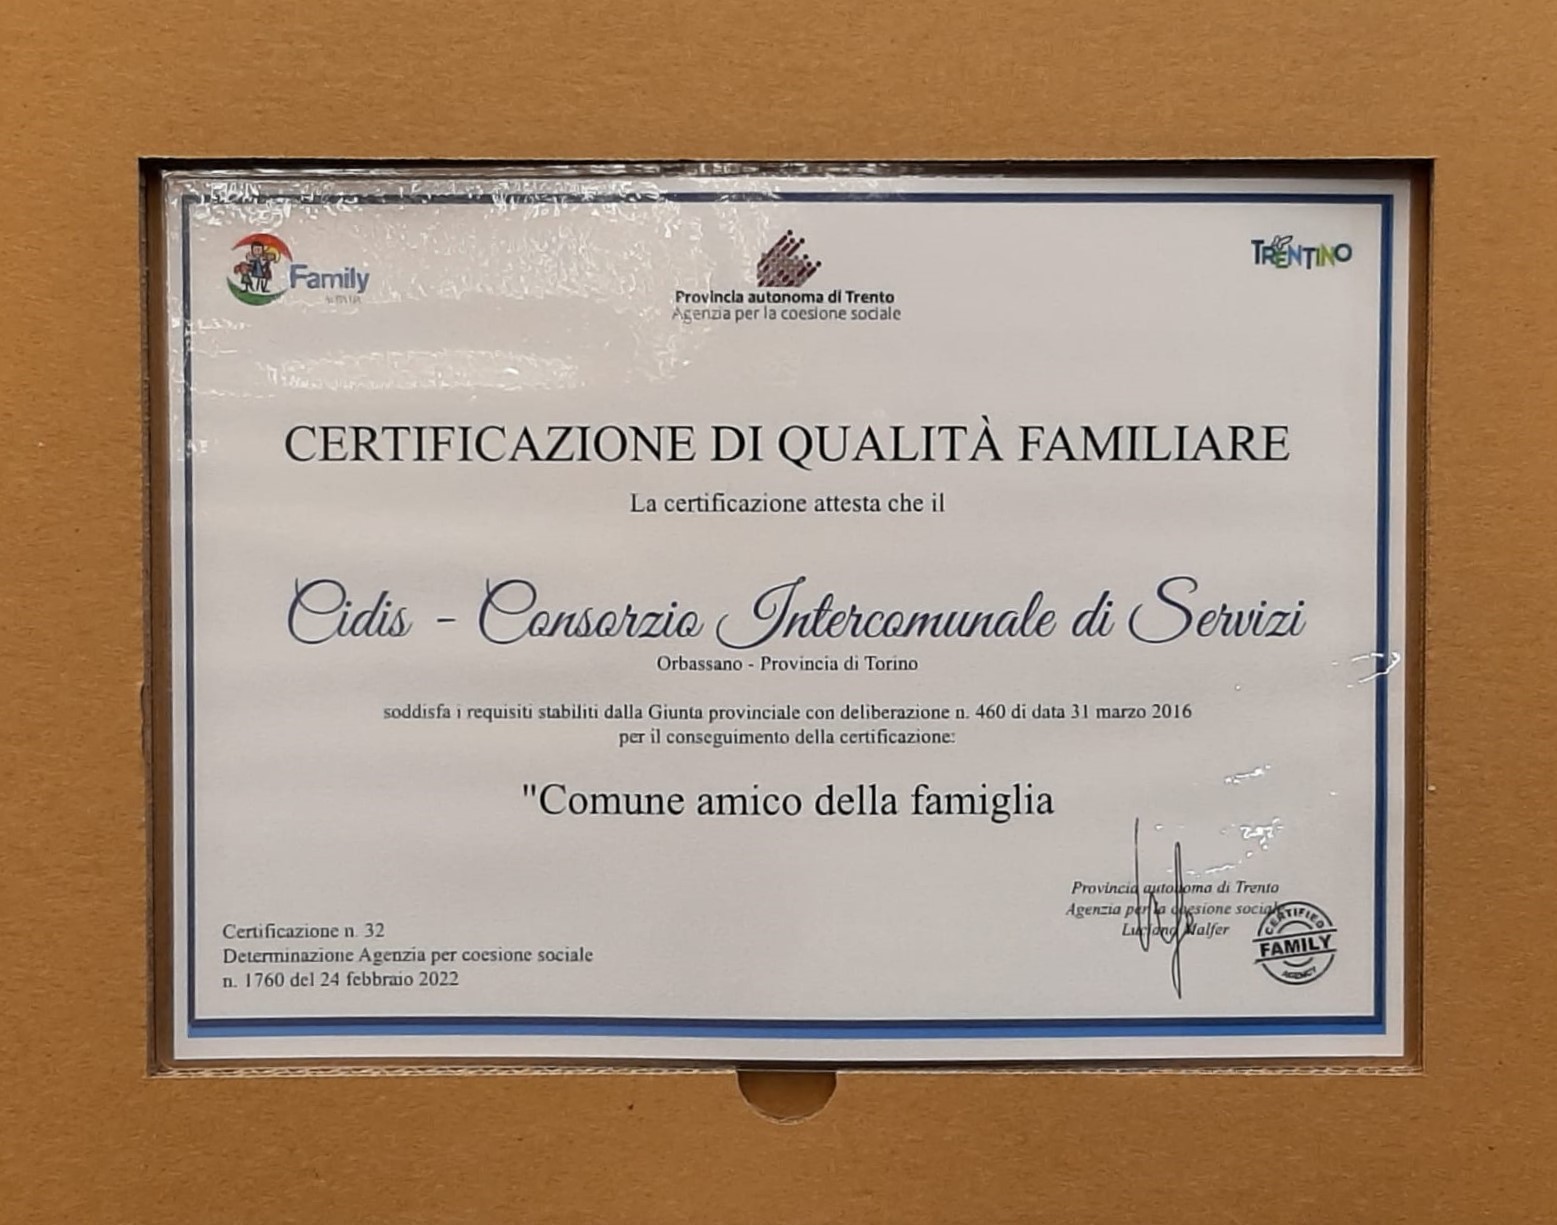 Family
TRENTINO
Provincia autonoma di Trento
Agenzia per la coesione sociale
CERTIFICAZIONE DI QUALITÀ FAMILIARE
La certificazione attesta che il
Cidis - Consorzio Intercomunale di Servizi
Orbassano - Provincia di Torino
soddisfa i requisiti stabiliti dalla Giunta provinciale con deliberazione n. 460 di data 31 marzo 2016
per il conseguimento della certificazione:
"Comune amico della famiglia
Provincia autonoma di Trento
Agenzia per la coesione sociale
Luciano Malfer
CERTIFIED
FAMILY
AGENCY
Certificazione n. 32
Determinazione Agenzia per coesione sociale
n. 1760 del 24 febbraio 2022